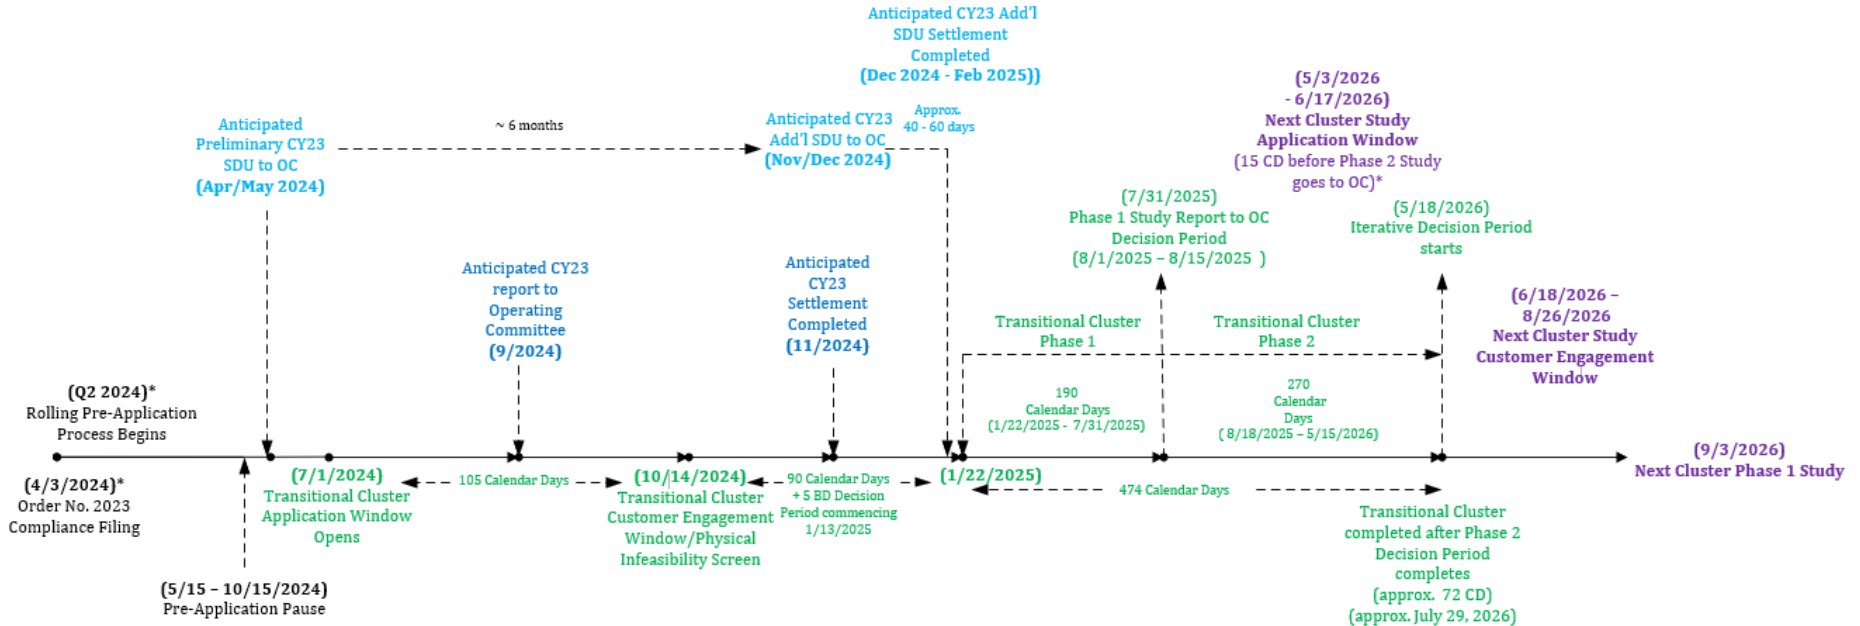 Anticipated CY23 Add'l
SDU Settlement
Completed
(Dec 2024 - Feb 2025))
Anticipated
Preliminary CY23
SDU to OC
(Apr/May 2024)
~ 6 months
Anticipated CY23
Add'l SDU to OC
(Nov/Dec 2024)
Approx.
40 - 60 days
(5/3/2026
- 6/17/2026)
Next Cluster Study
Application Window
(15 CD before Phase 2 Study
goes to OC)*
(7/31/2025)
Phase 1 Study Report to OC
Decision Period
(8/1/2025 – 8/15/2025 )
(5/18/2026)
Iterative Decision Period
starts
Anticipated CY23
report to
Operating
Committee
(9/2024)
Anticipated
CY23
Settlement
Completed
(11/2024)
Transitional Cluster
Phase 1
Transitional Cluster
Phase 2
(6/18/2026 –
8/26/2026
Next Cluster Study
Customer Engagement
Window
190
Calendar Days
(1/22/2025 - 7/31/2025)
270
Calendar
Days
( 8/18/2025 – 5/15/2026)
(Q2 2024)*
Rolling Pre-Application
Process Begins
(4/3/2024)*
Order No. 2023
Compliance Filing
(5/15 – 10/15/2024)
Pre-Application Pause
(7/1/2024)
Transitional Cluster
Application Window
Opens
105 Calendar Days
(10/14/2024)
Transitional Cluster
Customer Engagement
Window/Physical
Infeasibility Screen
90 Calendar Days
+ 5 BD Decision
Period commencing
1/13/2025
(1/22/2025)
474 Calendar Days
Transitional Cluster
completed after Phase 2
Decision Period
completes
(approx. 72 CD)
(approx. July 29, 2026)
(9/3/2026)
Next Cluster Phase 1 Study